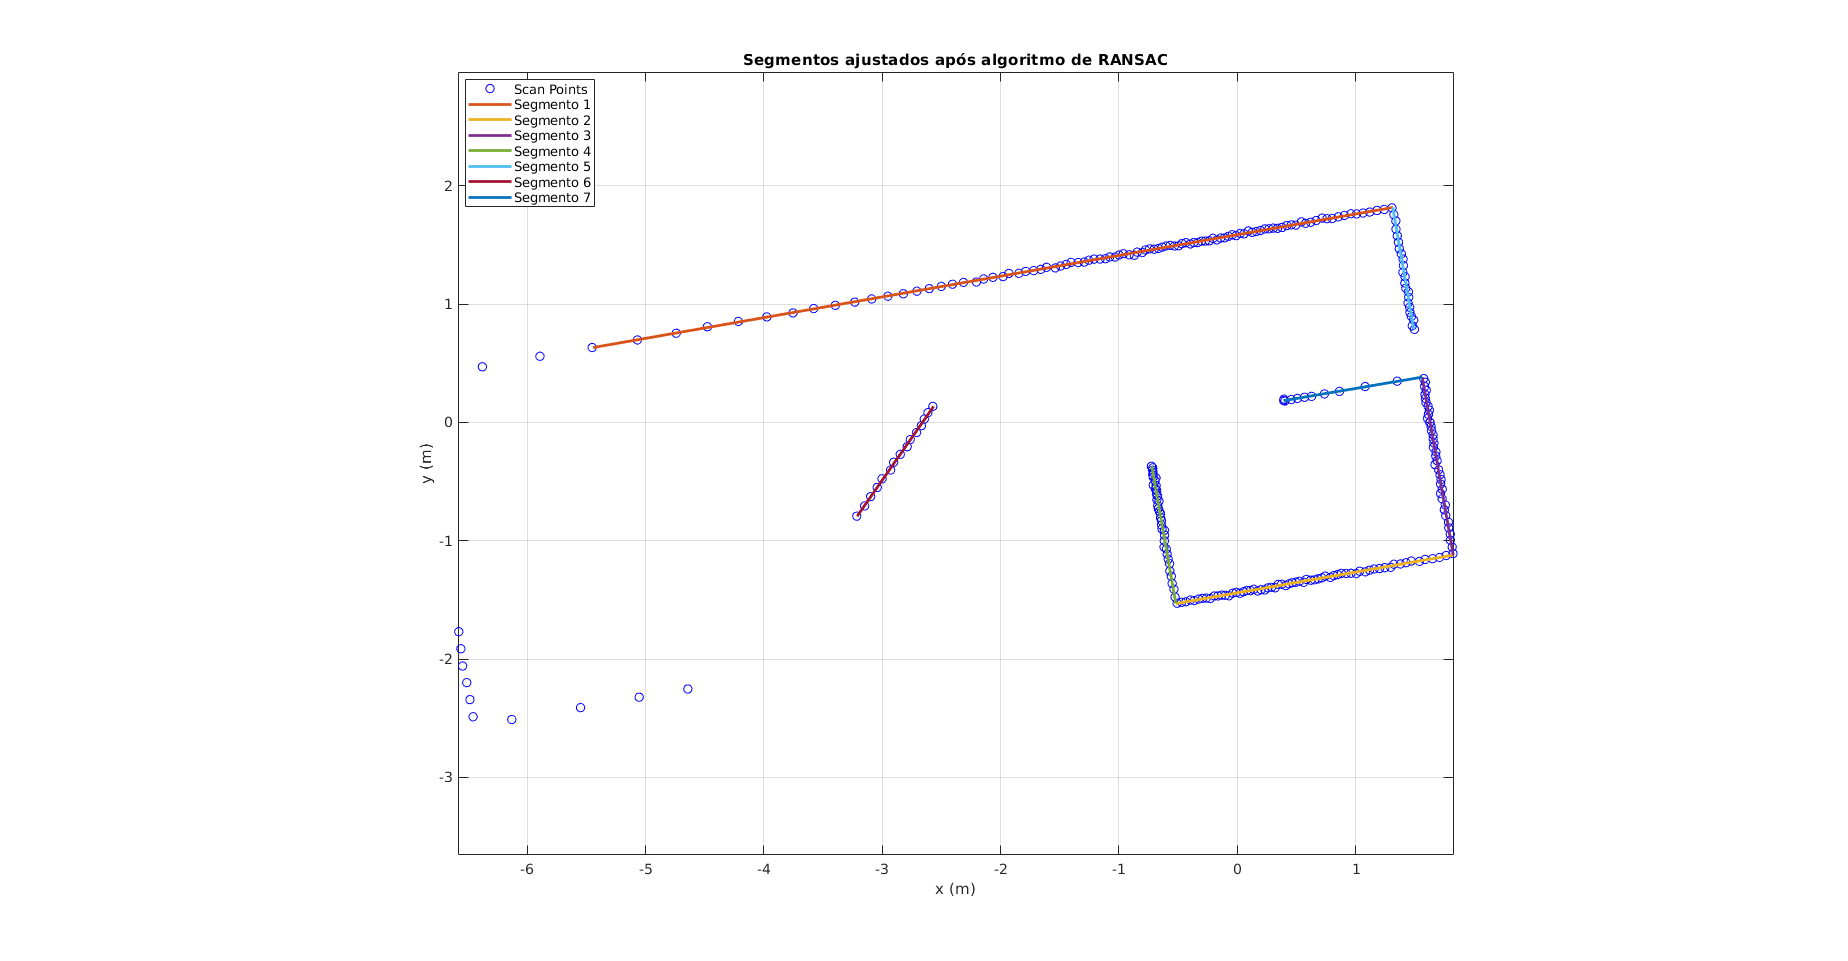 Segmentos ajustados após algoritmo de RANSAC
Scan Points
Segmento 1
Segmento 2
Segmento 3
Segmento 4
Segmento 5
Segmento 6
Segmento 7
2
1
0
-1
-2
-3
y (m)
-6 -5 -4 -3 -2 -1 0 1
x (m)